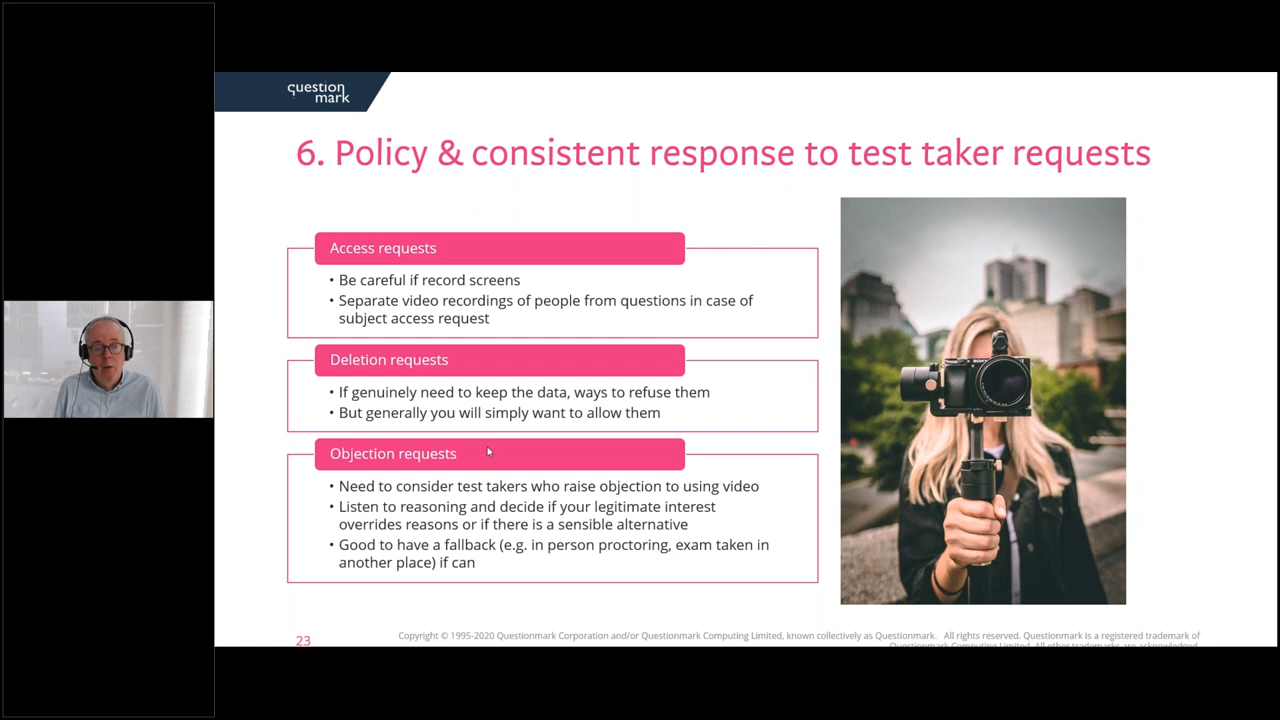 question
mark
6. Policy & consistent response to test taker requests
Access requests
• Be careful if record screens
• Separate video recordings of people from questions in case of
subject access request
Deletion requests
• If genuinely need to keep the data, ways to refuse them
• But generally you will simply want to allow them
Objection requests
• Need to consider test takers who raise objection to using video
• Listen to reasoning and decide if your legitimate interest
overrides reasons or if there is a sensible alternative
• Good to have a fallback (e.g. in person proctoring, exam taken in
another place) if can
SONY
23
Copyright © 1995-2020 Questionmark Corporation and/or Questionmark Computing Limited, known collectively as Questionmark. All rights reserved. Questionmark is a registered trademark of
Questionmark Computing Limited. All other trademarks are acknowledged.